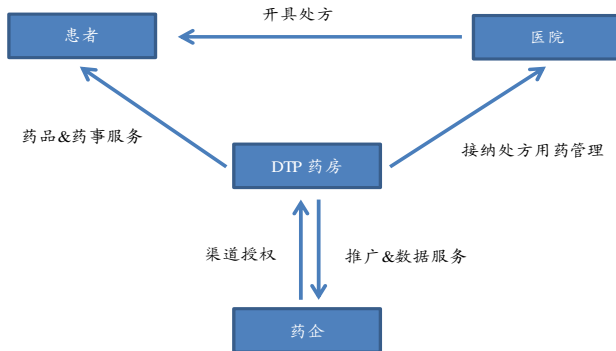 开具处方
患者
医院
药品&药事服务
DTP 药房
接纳处方用药管理
渠道授权
推广&数据服务
药企